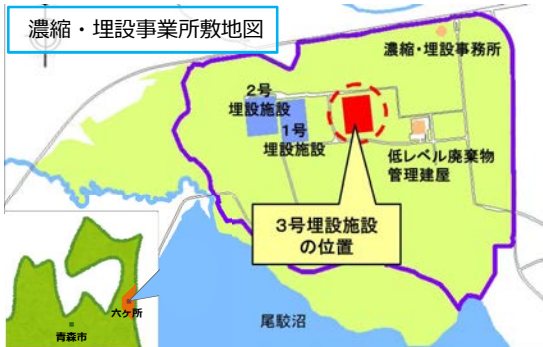 濃縮・埋設事業所敷地図
濃縮・埋設事務所
2号
埋設施設
1号
埋設施設
低レベル廃棄物
管理建屋
3号埋設施設
の位置
尾駮沼
六ヶ所
青森市